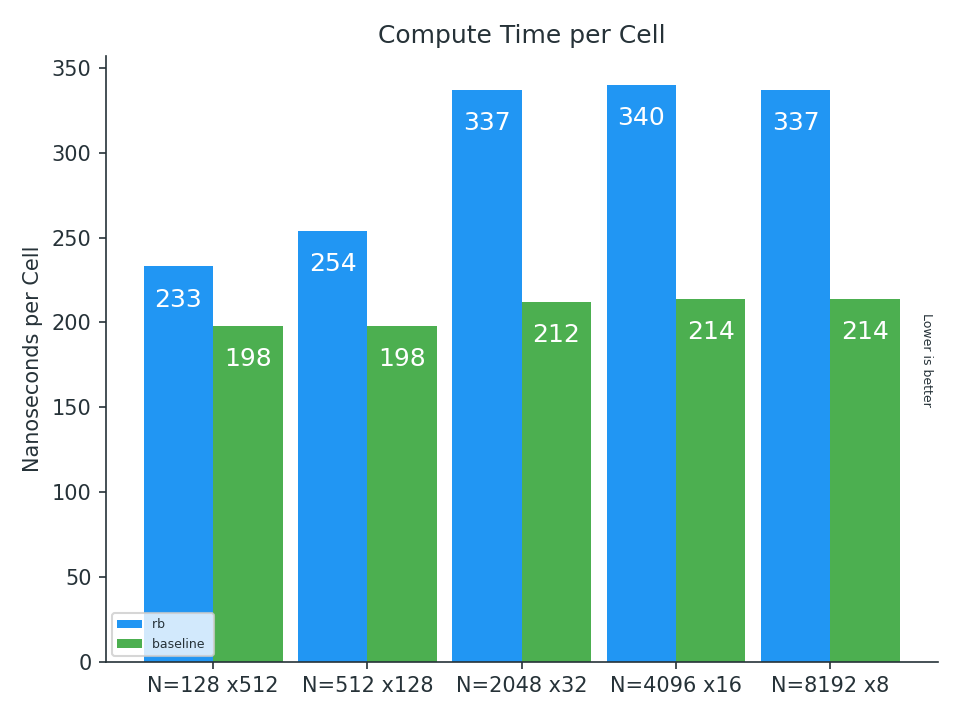 Compute Time per Cell
Nanoseconds per Cell
350
300
250
200
150
100
50
0
233
198
254
198
337
212
340
214
337
214
Lower is better
rb
baseline
N=128 x512
N=512 x128
N=2048 x32
N=4096 x16
N=8192 x8